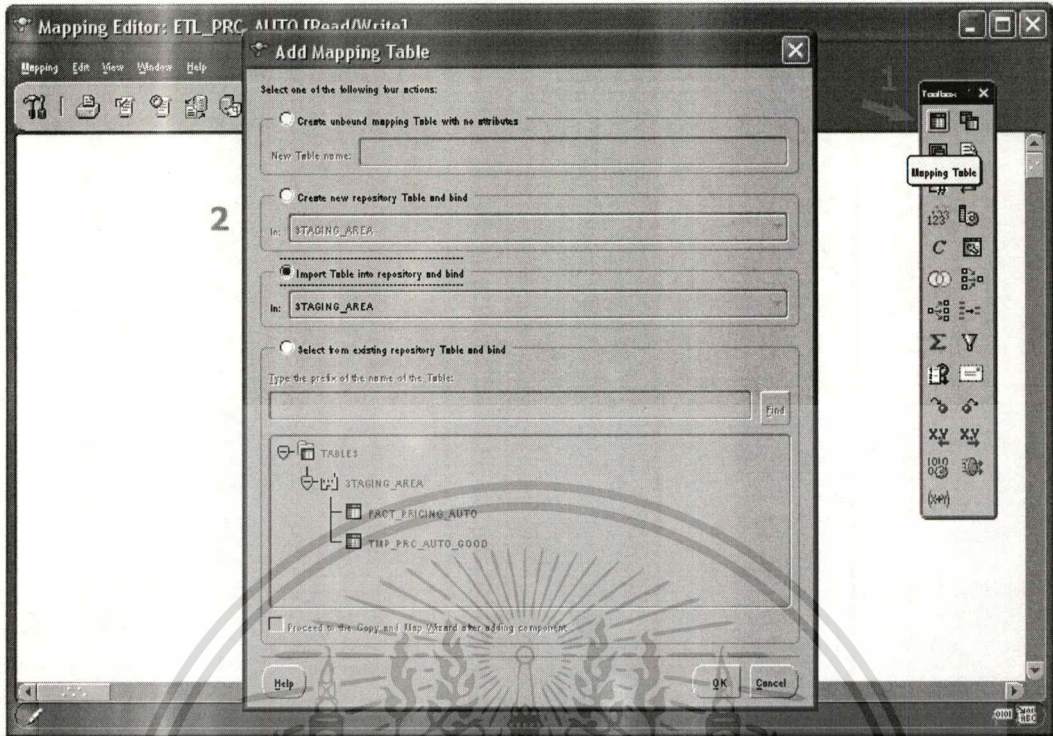 Mapping Editor: ETL_PRC_AUTO [Read/Write]
Mapping Edit View Window Help
Add Mapping Table
Select one of the following four actions:
Create unbound mapping Table with no attributes
New Table name:
Create new repository Table and bind
In: STAGING_AREA
Import Table into repository and bind
In: STAGING_AREA
Select from existing repository Table and bind
Type the prefix of the name of the Table:
Find
TABLES
STAGING_AREA
FACT_PRICING_AUTO
TMP_PRC_AUTO_GOOD
Proceed to the Copy and Map Wizard after adding component
Help
OK
Cancel
1
2
Toolbox
Mapping Table
123
C
Σ
X,Y X,Y
1010
(X+Y)